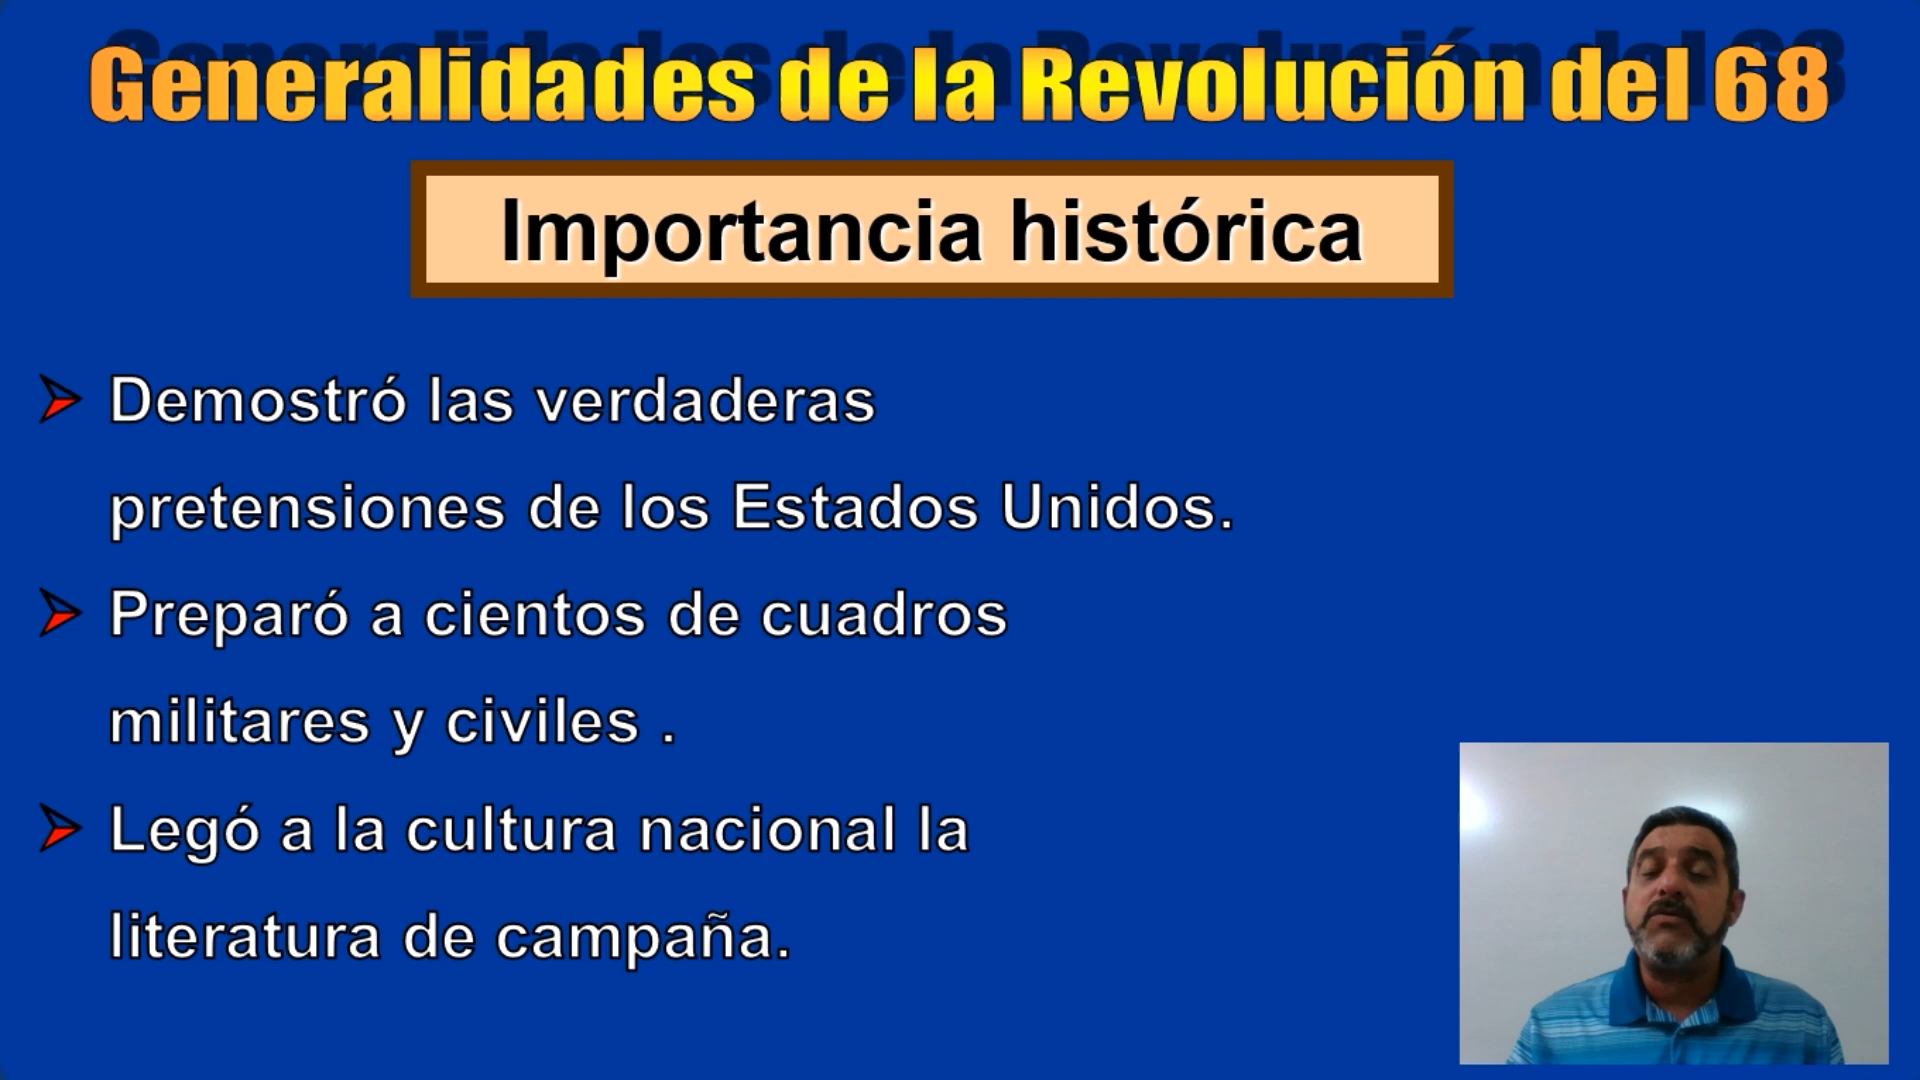 Generalidades de la Revolución del 68
Importancia histórica
Demostró las verdaderas
pretensiones de los Estados Unidos.
Preparó a cientos de cuadros
militares y civiles .
Legó a la cultura nacional la
literatura de campaña.